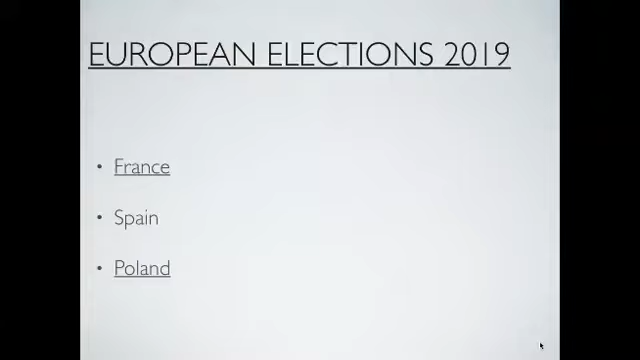 EUROPEAN ELECTIONS 2019
• France
• Spain
• Poland